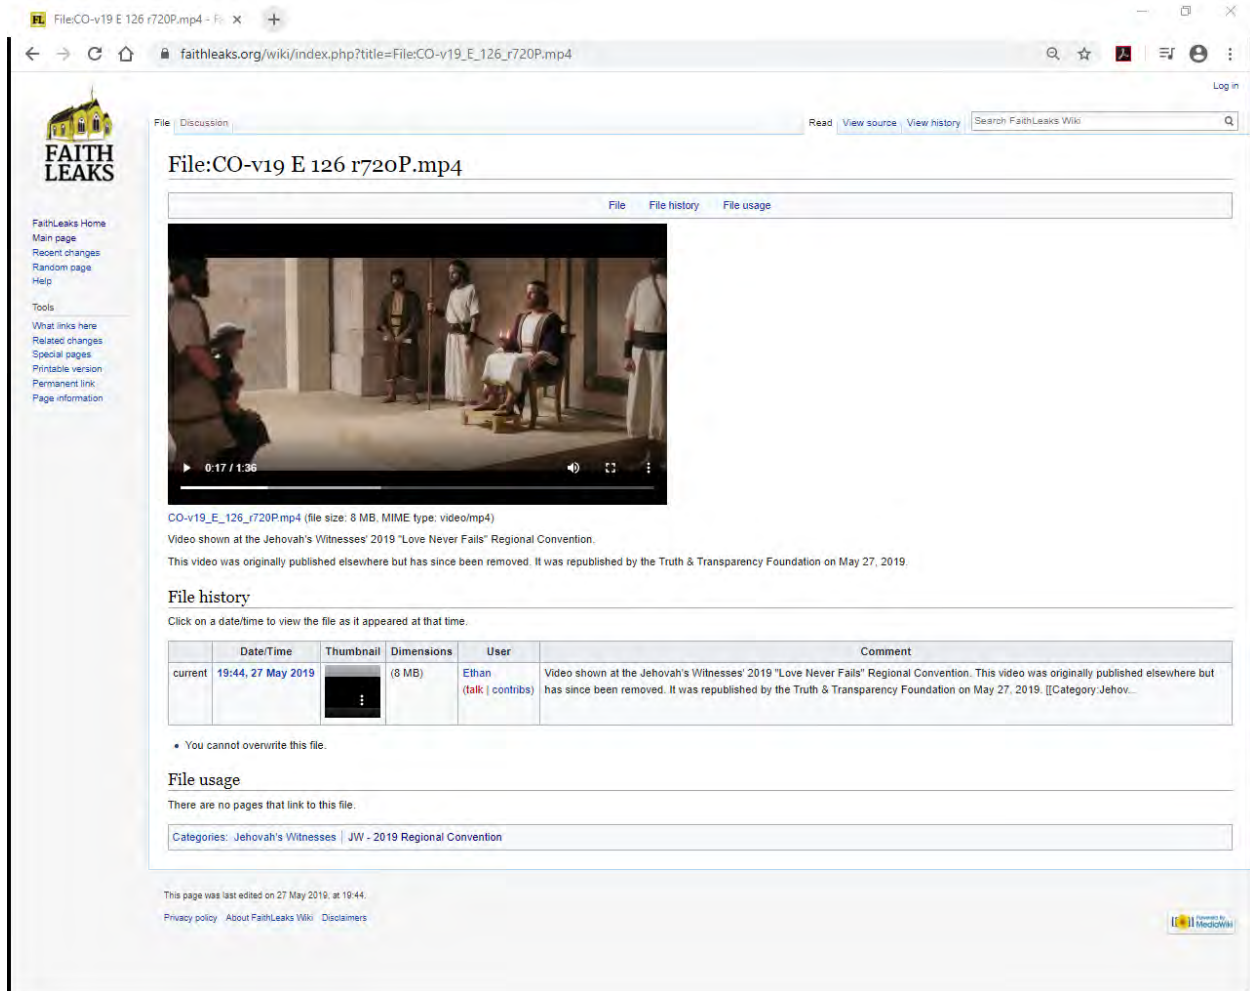 FL File:CO-v19 E 126 r720P.mp4 - F
faithleaks.org/wiki/index.php?title=File:CO-v19_E_126_r720P.mp4
Log in
File Discussion Read View source View history Search FaithLeaks Wiki
FAITH
LEAKS
File:CO-v19 E 126 r720P.mp4
File File history File usage
FaithLeaks Home
Main page
Recent changes
Random page
Help
Tools
What links here
Related changes
Special pages
Printable version
Permanent link
Page information
0:17 / 1:36
CO-v19_E_126_r720P.mp4 (file size: 8 MB, MIME type: video/mp4)
Video shown at the Jehovah's Witnesses' 2019 "Love Never Fails" Regional Convention.
This video was originally published elsewhere but has since been removed. It was republished by the Truth & Transparency Foundation on May 27, 2019.
File history
Click on a date/time to view the file as it appeared at that time.
Date/Time Thumbnail Dimensions User Comment
current 19:44, 27 May 2019 (8 MB) Ethan Video shown at the Jehovah's Witnesses' 2019 "Love Never Fails" Regional Convention. This video was originally published elsewhere but
(talk | contribs) has since been removed. It was republished by the Truth & Transparency Foundation on May 27, 2019. [[Category:Jehov...
• You cannot overwrite this file.
File usage
There are no pages that link to this file.
Categories: Jehovah's Witnesses | JW - 2019 Regional Convention
This page was last edited on 27 May 2019, at 19:44.
Privacy policy About FaithLeaks Wiki Disclaimers
Powered by
MediaWiki